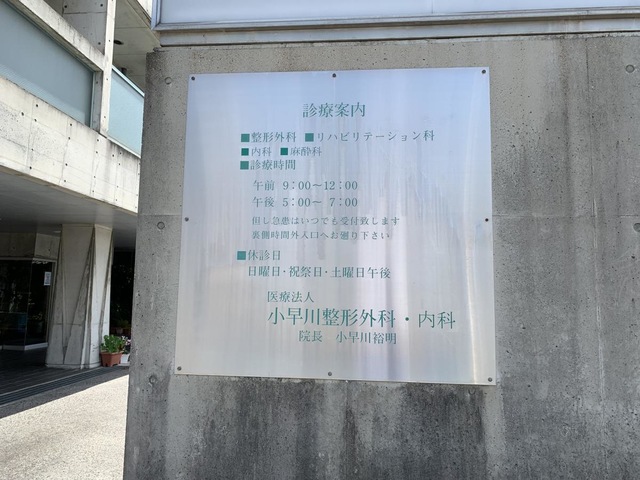 診療案内
■整形外科 ■リハビリテーション科
■内科 ■麻酔科
■診療時間
午前 9:00〜12:00
午後 5:00〜 7:00
但し急患はいつでも受付致します
裏側時間外入口へお廻り下さい
■休診日
日曜日・祝祭日・土曜日午後
医療法人
小早川整形外科・内科
院長 小早川裕明